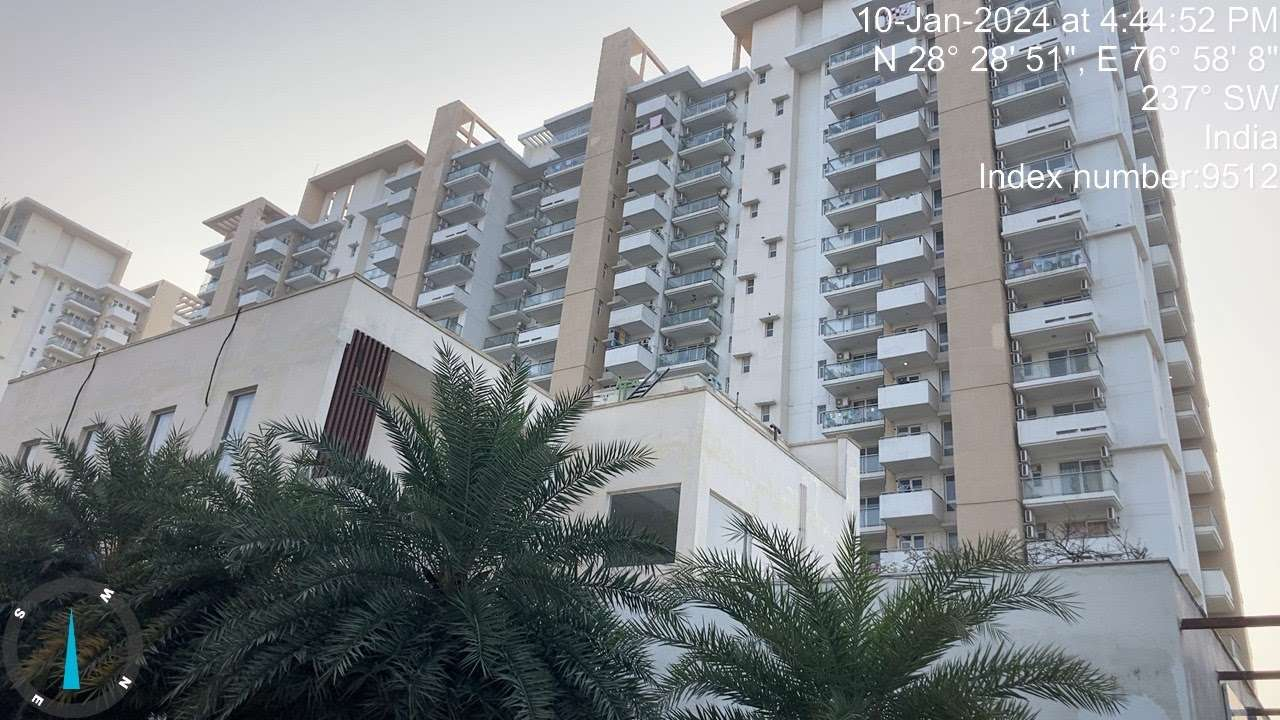 10-Jan-2024 at 4:44:52 PM
N 28° 28' 51", E 76° 58' 8"
237° SW
India
Index number:9512
S
W
E
N